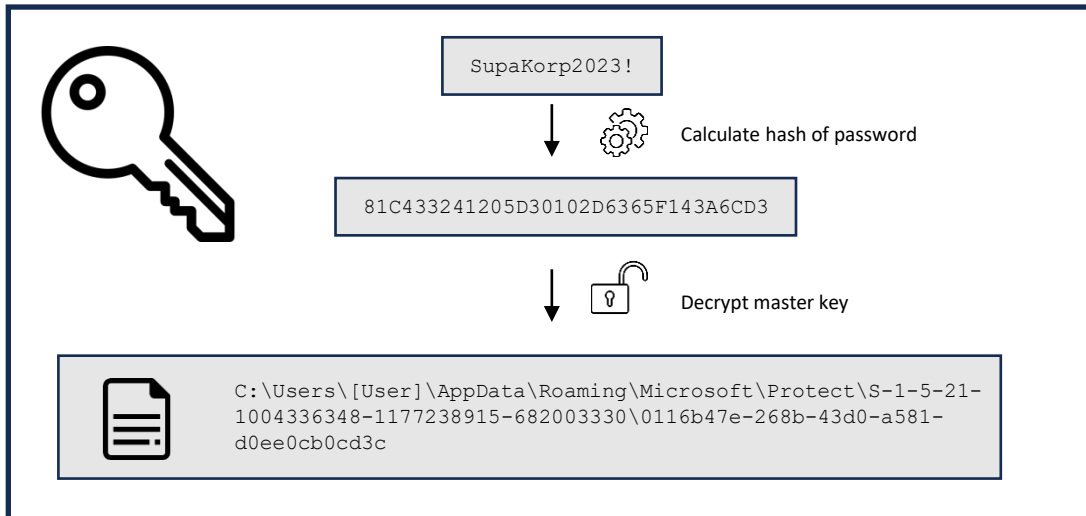 SupaKorp2023!
Calculate hash of password
81C433241205D30102D6365F143A6CD3
Decrypt master key
C:\Users\[User]\AppData\Roaming\Microsoft\Protect\S-1-5-21-
1004336348-1177238915-682003330\0116b47e-268b-43d0-a581-
d0ee0cb0cd3c